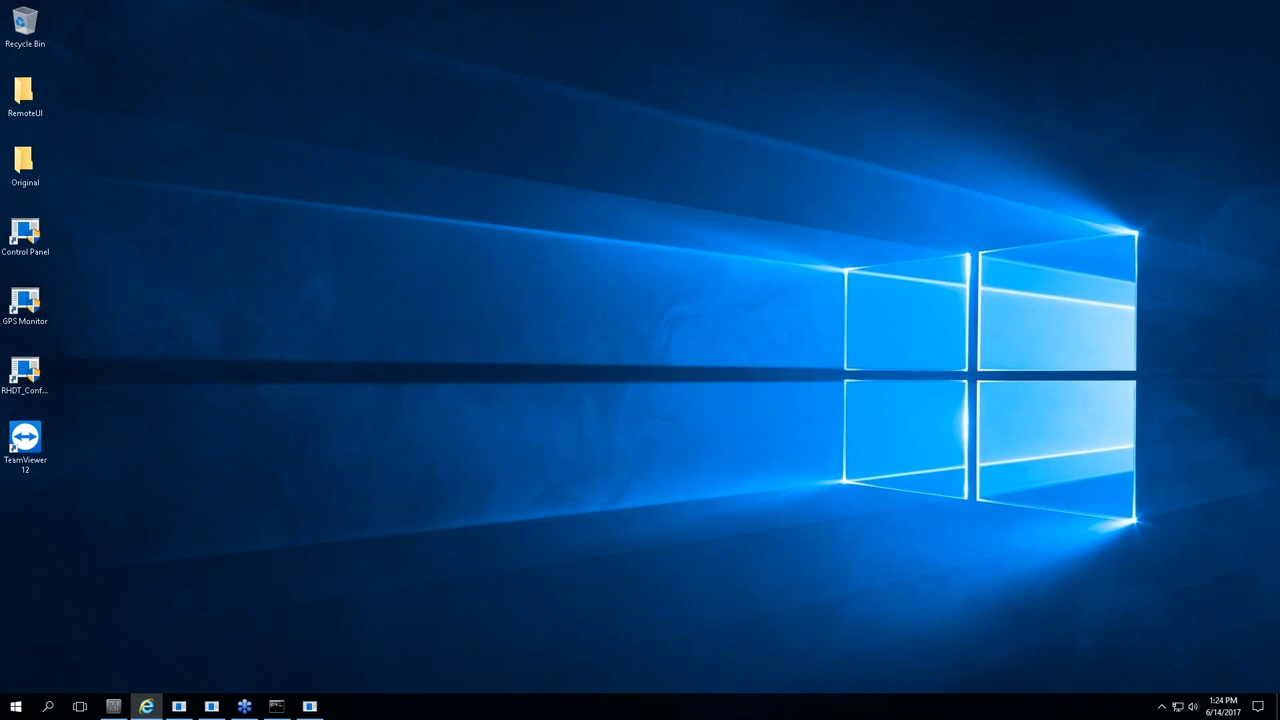 Recycle Bin
RemoteUI
Original
Control Panel
GPS Monitor
RHDT_Conf...
TeamViewer
12
1:24 PM
6/14/2017